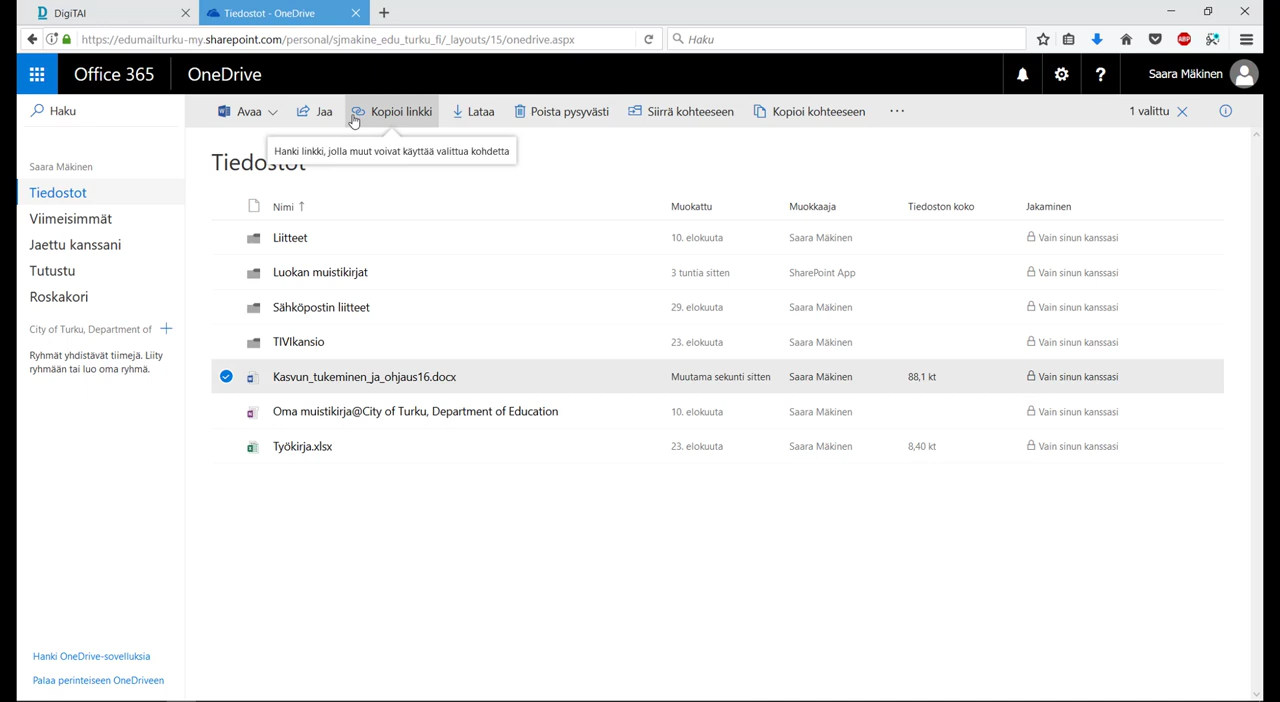 DigiTAI
Tiedostot - OneDrive
https://edumailturku-my.sharepoint.com/personal/sjmakine_edu_turku_fi/_layouts/15/onedrive.aspx
Haku
ABP
Office 365
OneDrive
Saara Mäkinen
Haku
Avaa
Jaa
Kopioi linkki
Lataa
Poista pysyvästi
Siirrä kohteeseen
Kopioi kohteeseen
1 valittu
Hanki linkki, jolla muut voivat käyttää valittua kohdetta
Tiedostot
Saara Mäkinen
Tiedostot
Viimeisimmät
Jaettu kanssani
Tutustu
Roskakori
City of Turku, Department of
Ryhmät yhdistävät tiimejä. Liity
ryhmään tai luo oma ryhmä.
Nimi ↑ Muokattu Muokkaaja Tiedoston koko Jakaminen
Liitteet 10. elokuuta Saara Mäkinen Vain sinun kanssasi
Luokan muistikirjat 3 tuntia sitten SharePoint App Vain sinun kanssasi
Sähköpostin liitteet 29. elokuuta Saara Mäkinen Vain sinun kanssasi
TIVIkansio 23. elokuuta Saara Mäkinen Vain sinun kanssasi
Kasvun_tukeminen_ja_ohjaus16.docx Muutama sekunti sitten Saara Mäkinen 88,1 kt Vain sinun kanssasi
Oma muistikirja@City of Turku, Department of Education 10. elokuuta Saara Mäkinen Vain sinun kanssasi
Työkirja.xlsx 23. elokuuta Saara Mäkinen 8,40 kt Vain sinun kanssasi
Hanki OneDrive-sovelluksia
Palaa perinteiseen OneDriveen